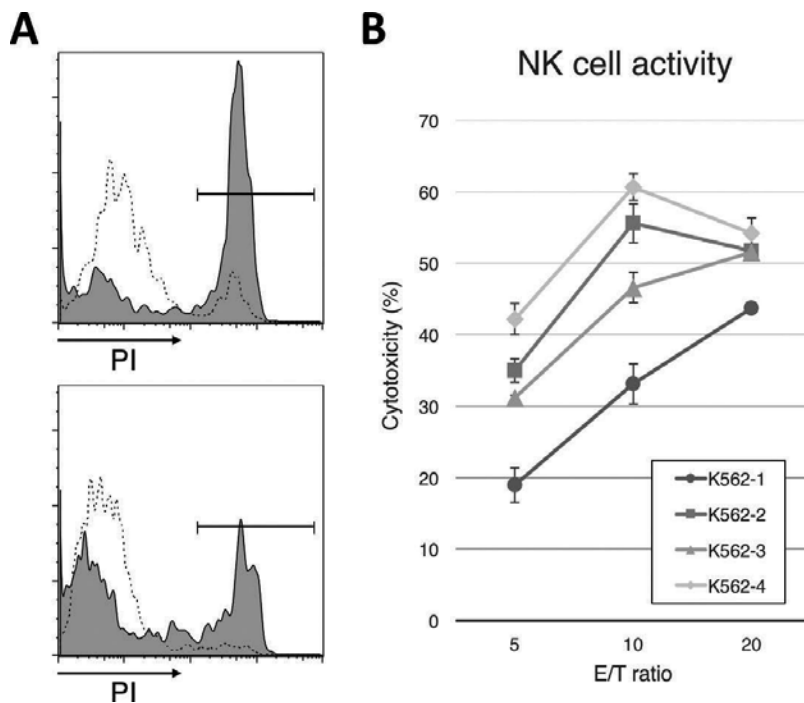 A
PI
PI
B
NK cell activity
Cytotoxicity (%)
70
60
50
40
30
20
10
0
5 10 20
E/T ratio
K562-1
K562-2
K562-3
K562-4